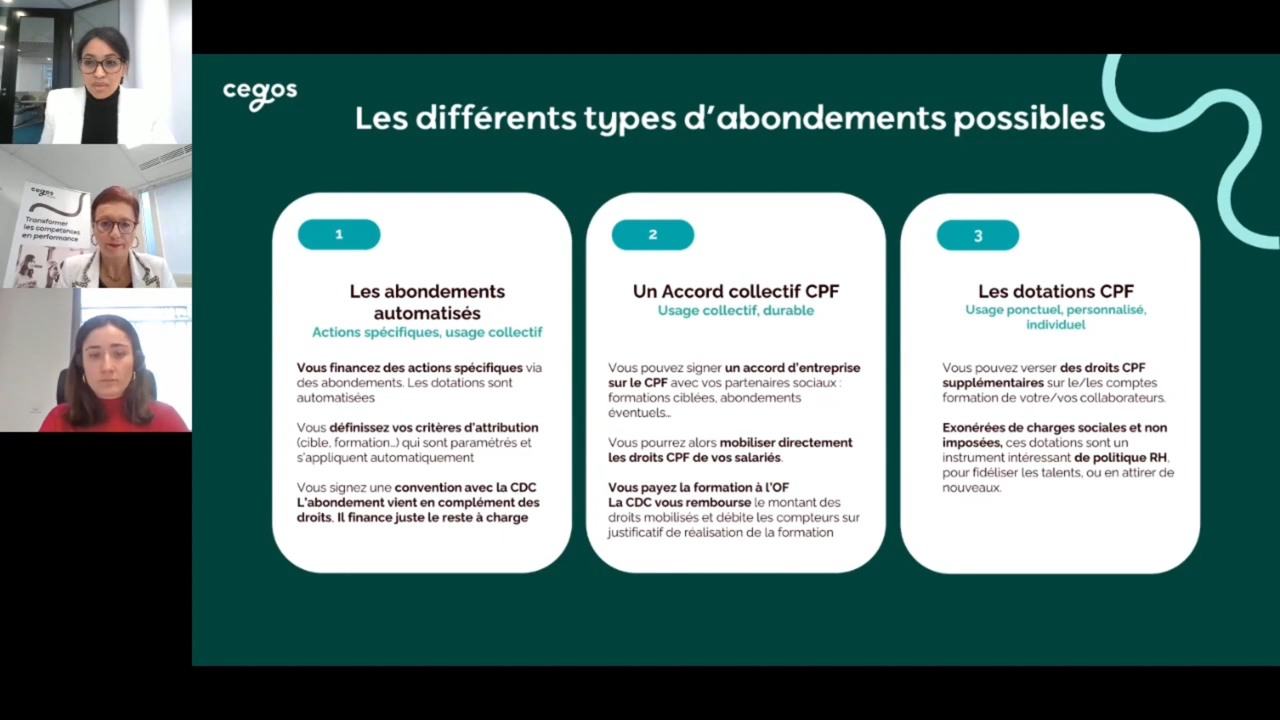 cegos
Transformer
les compétences
en performance
cegos
Les différents types d'abondements possibles
1
Les abondements
automatisés
Actions spécifiques, usage collectif
Vous financez des actions spécifiques via
des abondements. Les dotations sont
automatisées
Vous définissez vos critères d'attribution
(cible, formation...) qui sont paramétrés et
s'appliquent automatiquement
Vous signez une convention avec la CDC
L'abondement vient en complément des
droits. Il finance juste le reste à charge
2
Un Accord collectif CPF
Usage collectif, durable
Vous pouvez signer un accord d'entreprise
sur le CPF avec vos partenaires sociaux :
formations ciblées, abondements
éventuels...
Vous pourrez alors mobiliser directement
les droits CPF de vos salariés.
Vous payez la formation à l'OF
La CDC vous rembourse le montant des
droits mobilisés et débite les compteurs sur
justificatif de réalisation de la formation
3
Les dotations CPF
Usage ponctuel, personnalisé,
individuel
Vous pouvez verser des droits CPF
supplémentaires sur le/les comptes
formation de votre/vos collaborateurs.
Exonérées de charges sociales et non
imposées, ces dotations sont un
instrument intéressant de politique RH,
pour fidéliser les talents, ou en attirer de
nouveaux.